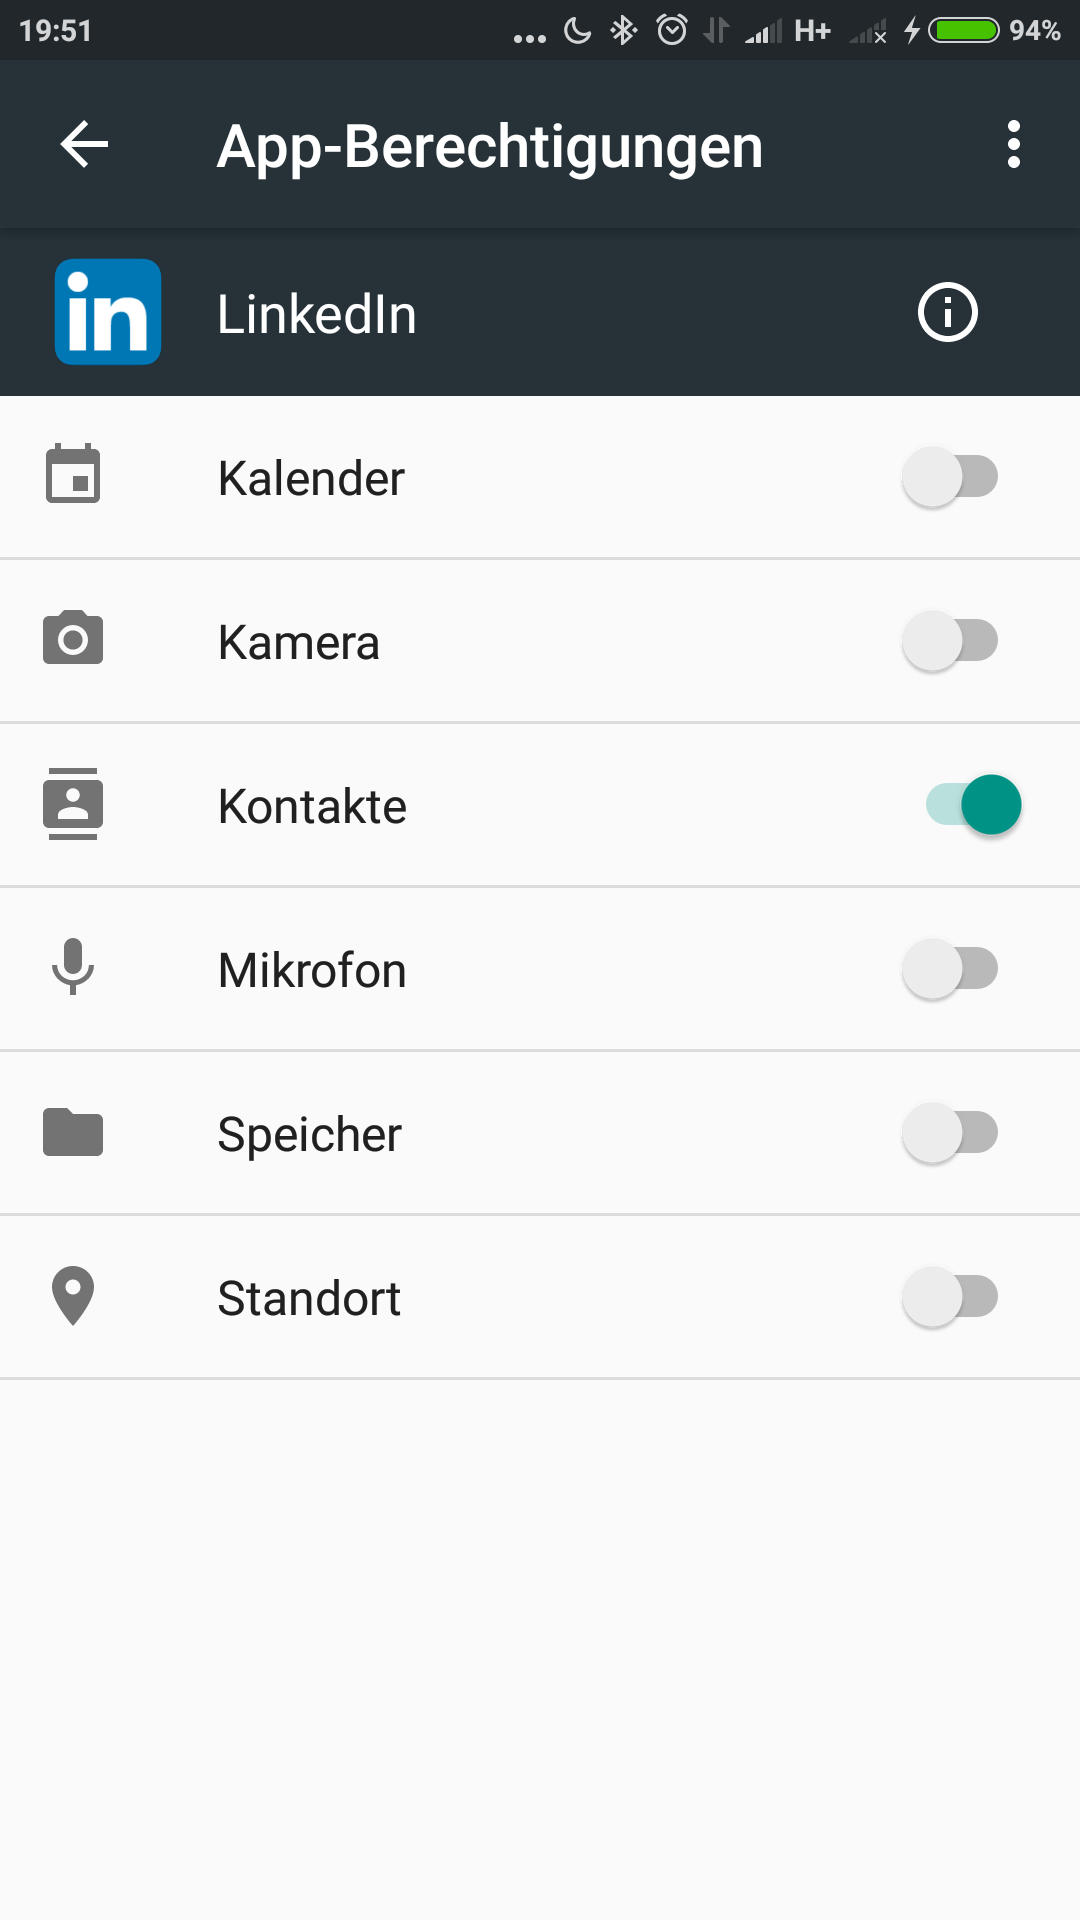 19:51 ... H+ 94%
App-Berechtigungen
in LinkedIn
Kalender
Kamera
Kontakte
Mikrofon
Speicher
Standort